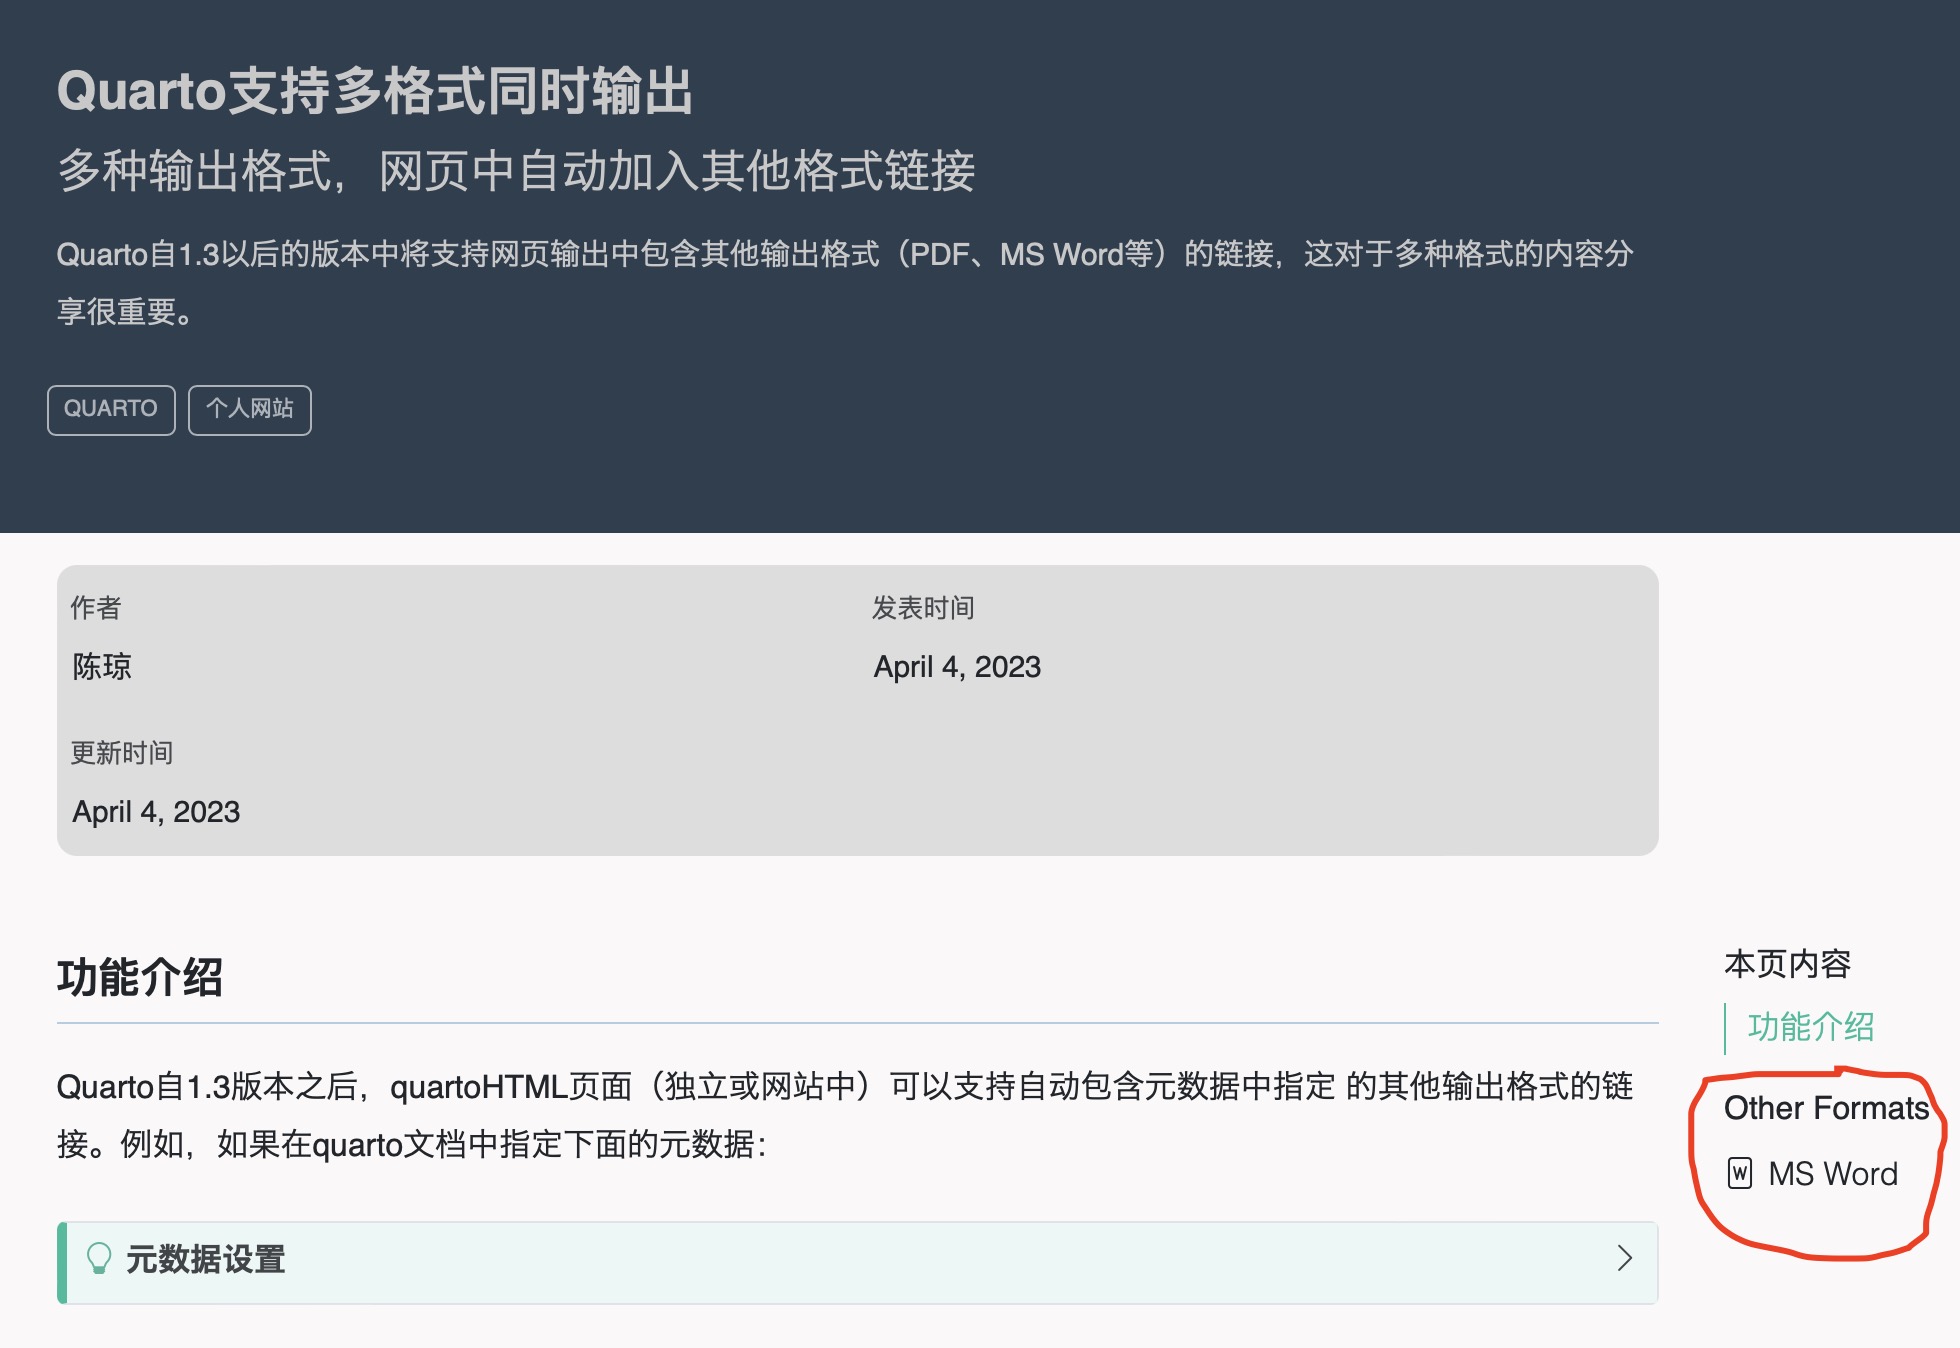 Quarto支持多格式同时输出
多种输出格式，网页中自动加入其他格式链接
Quarto自1.3以后的版本中将支持网页输出中包含其他输出格式（PDF、MS Word等）的链接，这对于多种格式的内容分
享很重要。
QUARTO 个人网站
作者 发表时间
陈琼 April 4, 2023
更新时间
April 4, 2023
本页内容
功能介绍
功能介绍
Quarto自1.3版本之后，quartoHTML页面（独立或网站中）可以支持自动包含元数据中指定 的其他输出格式的链
接。例如，如果在quarto文档中指定下面的元数据：
Other Formats
W MS Word
元数据设置